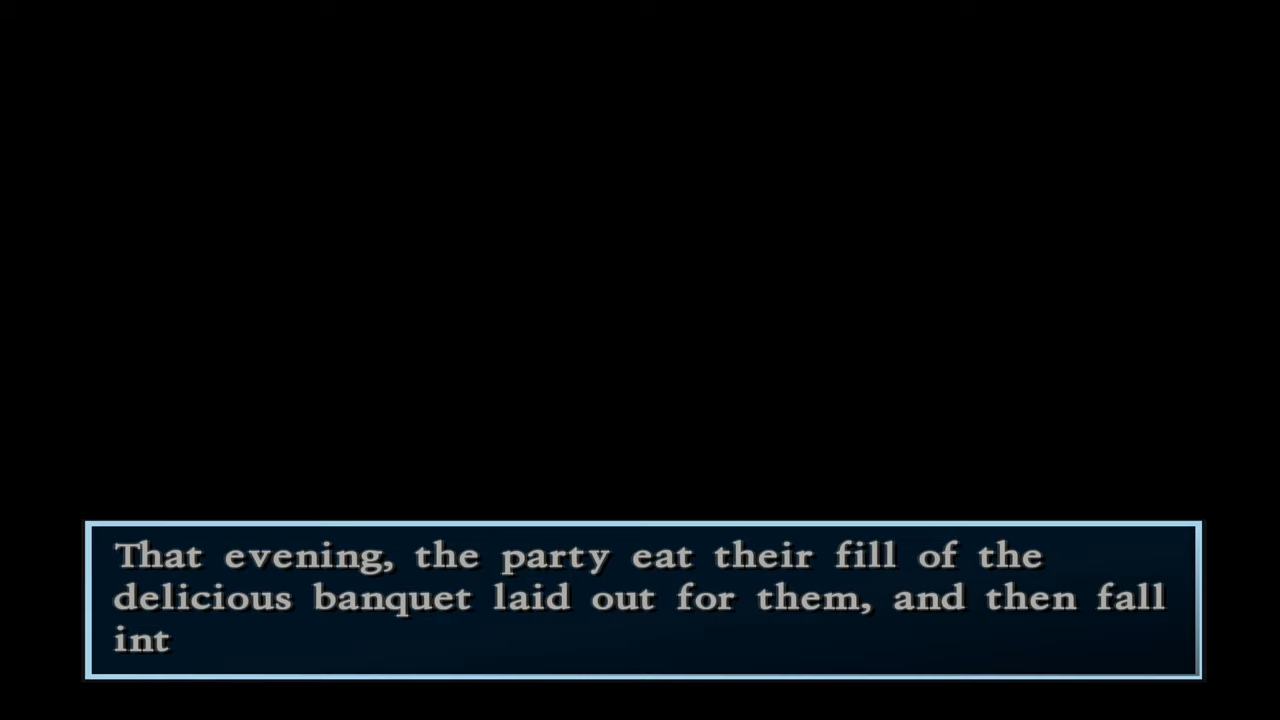 That evening, the party eat their fill of the
delicious banquet laid out for them, and then fall
int